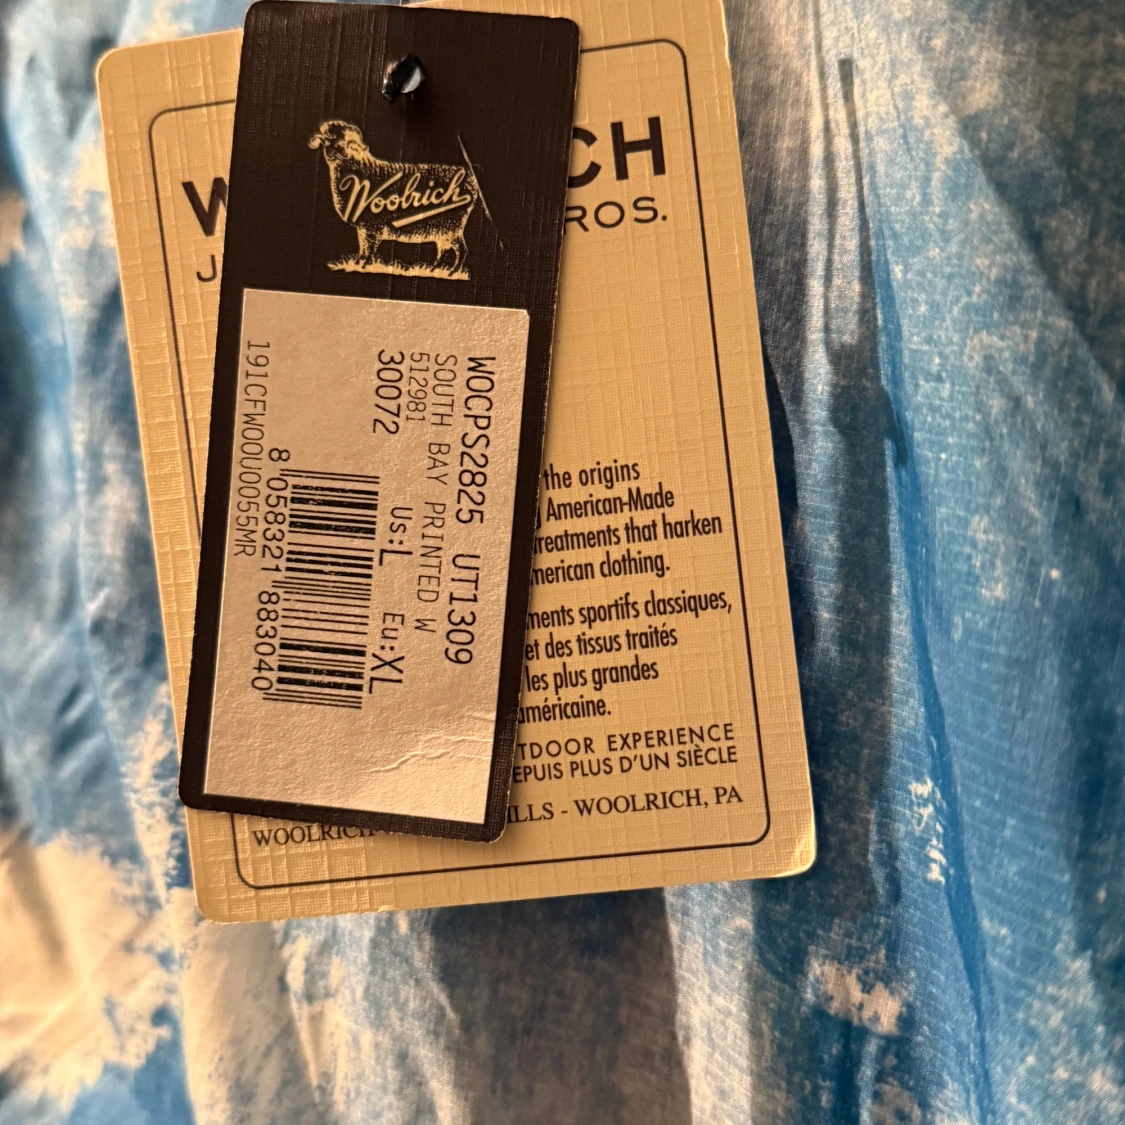 Woolrich
WOCPS2825 UT1309
SOUTH BAY PRINTED W
512981
30072 Us:L Eu:XL
8 058321 883040
191CFW00U0055MR
W CH
J ROS.
the origins
American-Made
treatments that harken
American clothing.
ments sportifs classiques,
et des tissus traités
les plus grandes
américaine.
TDOOR EXPERIENCE
EPUIS PLUS D'UN SIÈCLE
WOOLRICH ILLS - WOOLRICH, PA